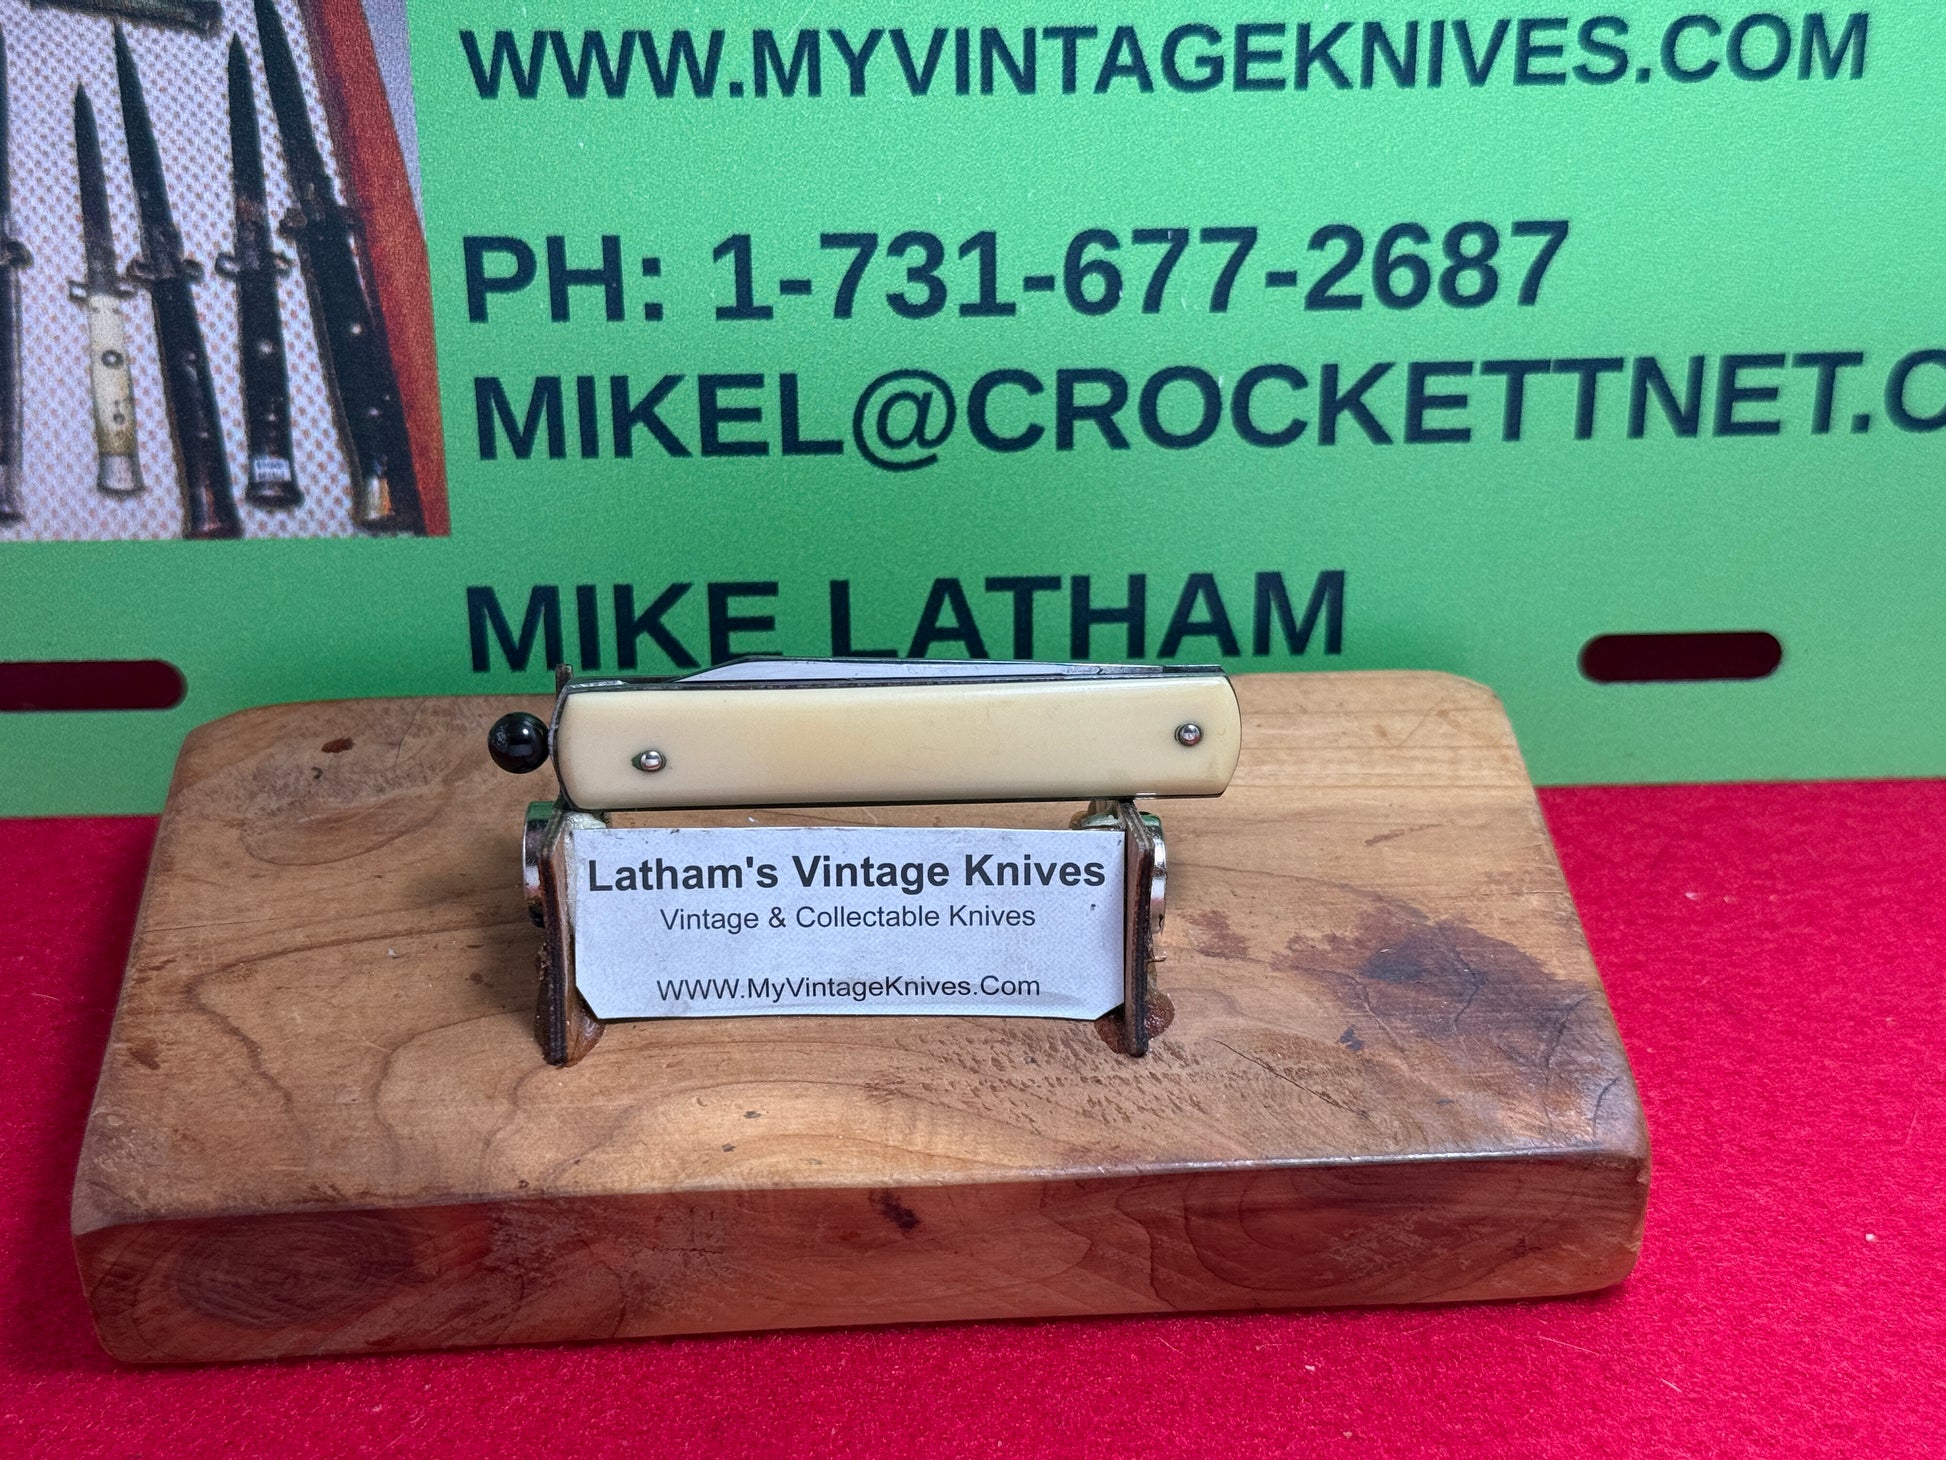 WWW.MYVINTAGEKNIVES.COM
PH: 1-731-677-2687
MIKEL@CROCKETTNET.C
MIKE LATHAM
Latham's Vintage Knives
Vintage & Collectable Knives
WWW.MyVintageKnives.Com